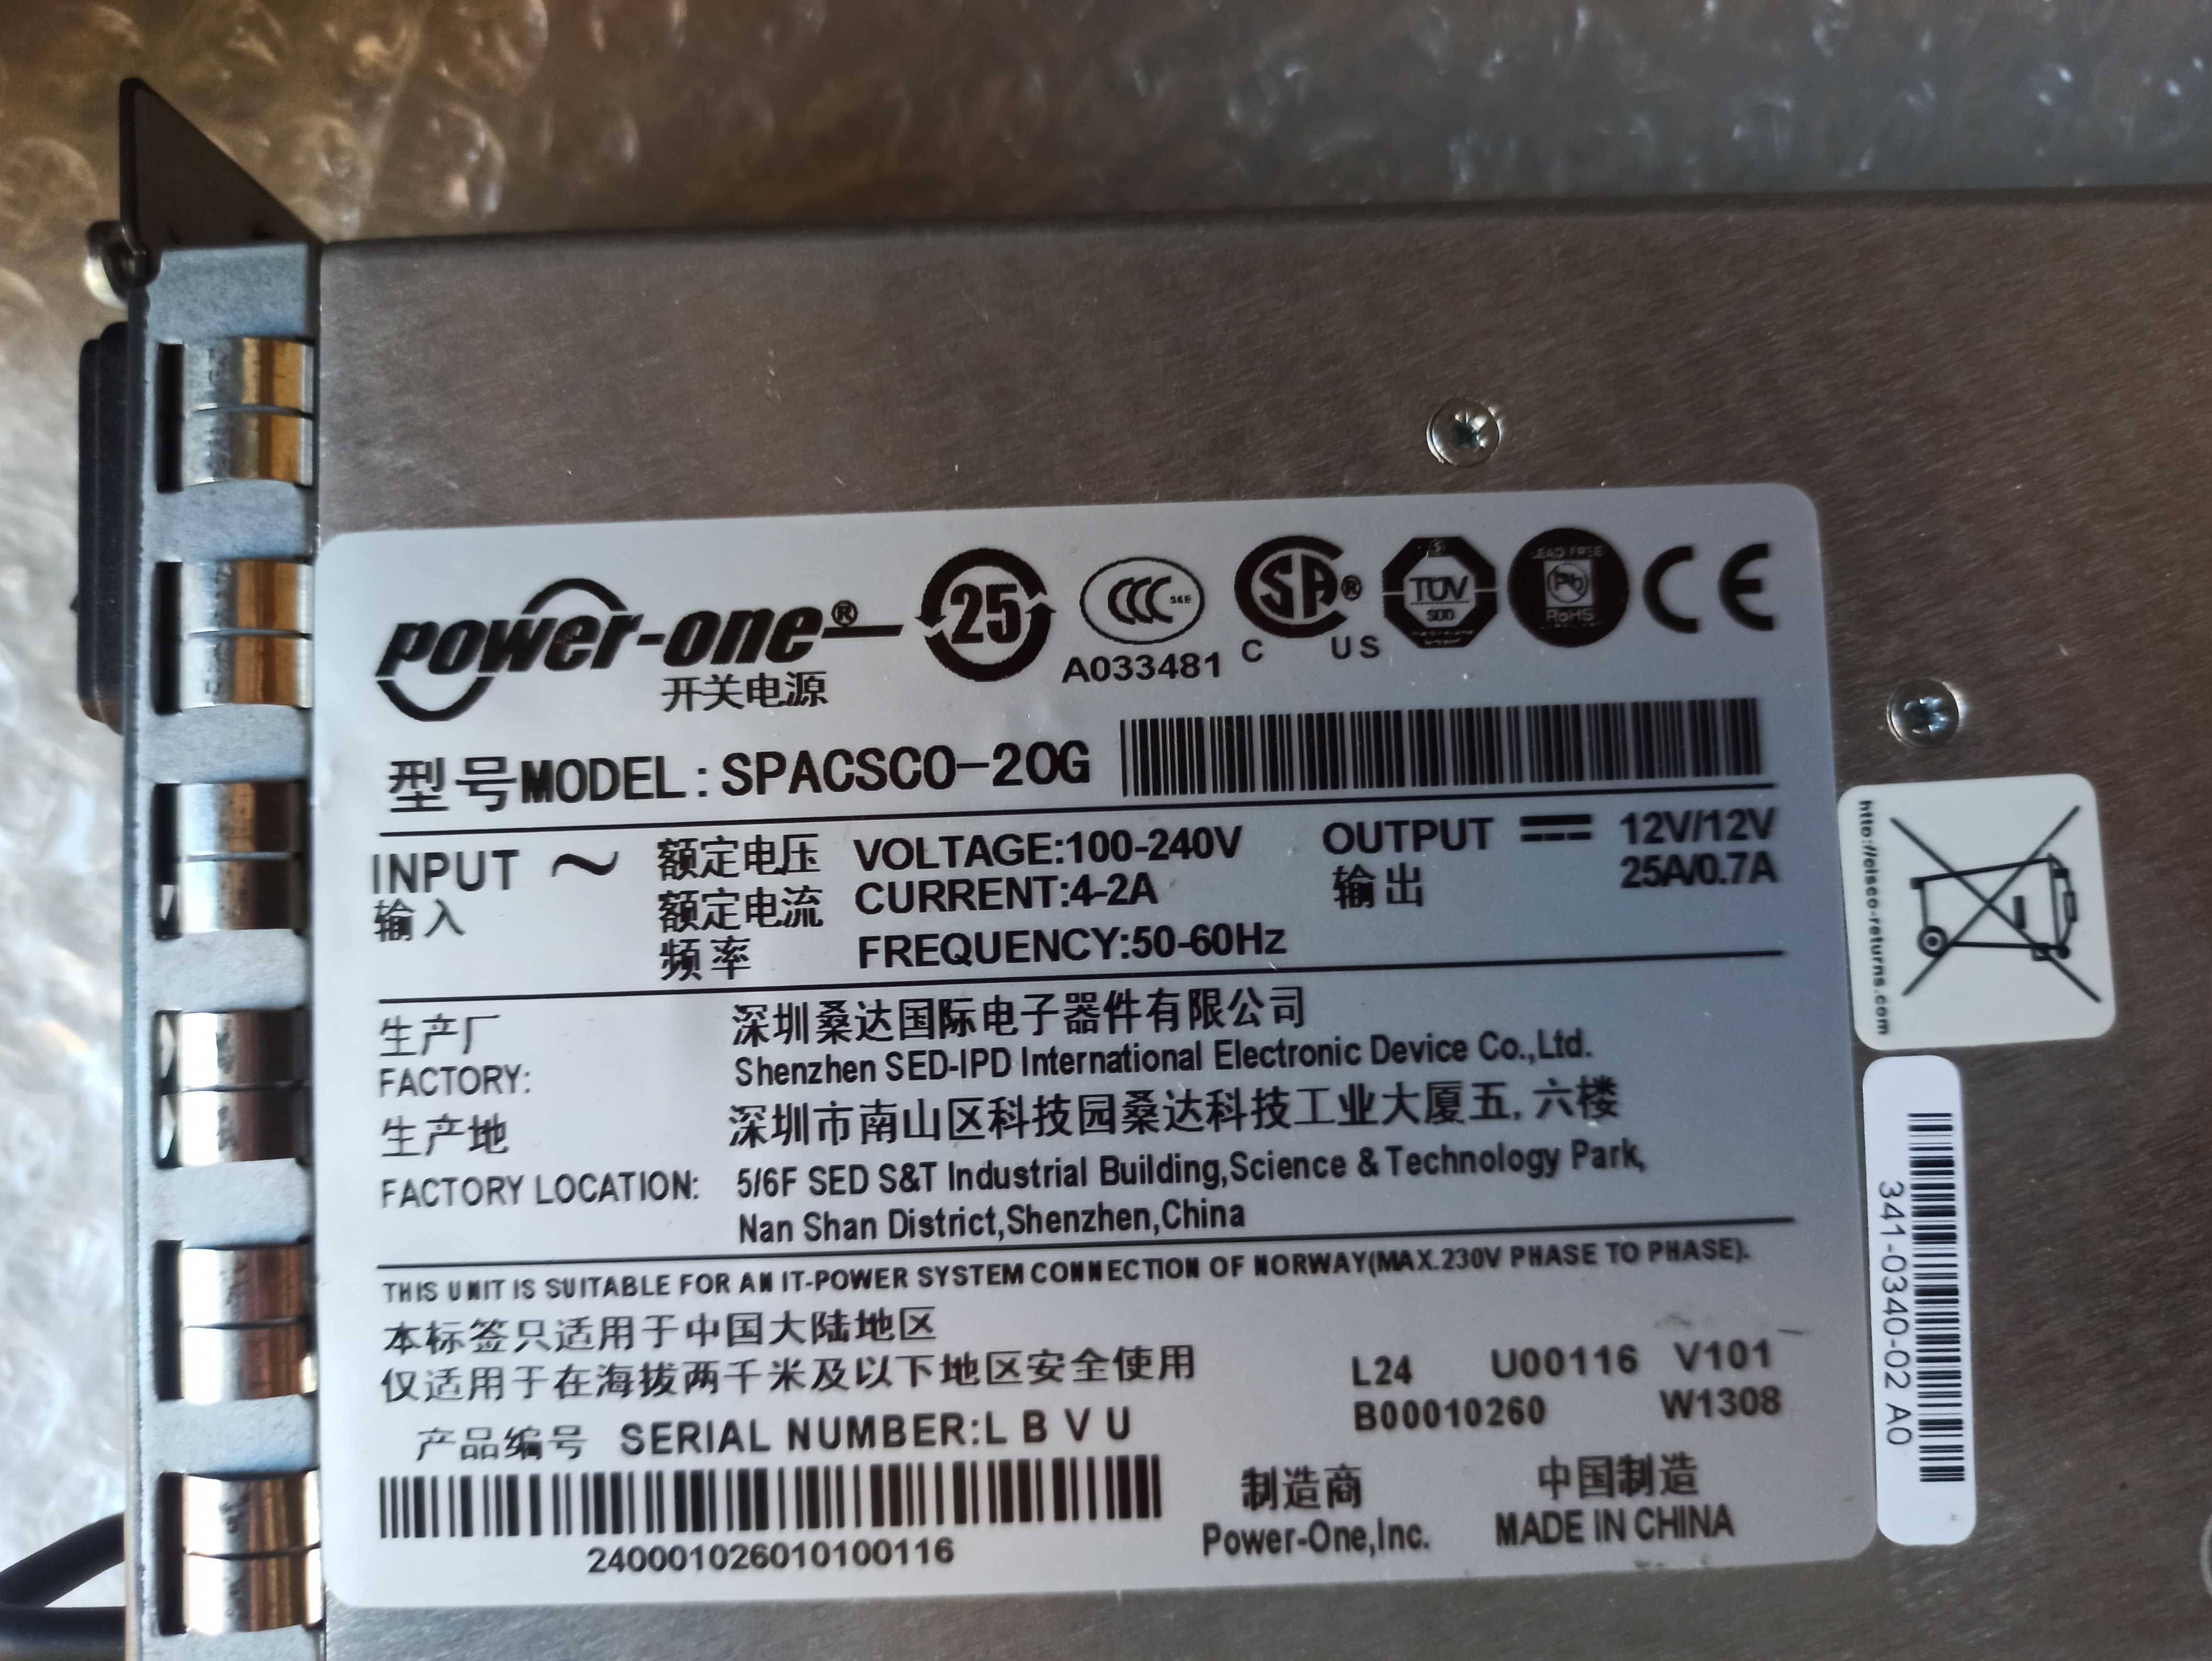 power-one®
开关电源
25
CCC S&E
A033481
C SA® US
TÜV
SÜD
LEAD FREE
Pb
RoHS
CE
型号MODEL: SPACSCO-20G
INPUT ~ 额定电压 VOLTAGE:100-240V
输入 额定电流 CURRENT:4-2A
频率 FREQUENCY:50-60Hz
OUTPUT 12V/12V
输出 25A/0.7A
生产厂 深圳桑达国际电子器件有限公司
FACTORY: Shenzhen SED-IPD International Electronic Device Co.,Ltd.
生产地 深圳市南山区科技园桑达科技工业大厦五, 六楼
FACTORY LOCATION: 5/6F SED S&T Industrial Building,Science & Technology Park,
Nan Shan District,Shenzhen,China
THIS UNIT IS SUITABLE FOR AN IT-POWER SYSTEM CONNECTION OF NORWAY(MAX.230V PHASE TO PHASE).
本标签只适用于中国大陆地区
仅适用于在海拔两千米及以下地区安全使用
L24 U00116 V101
B00010260 W1308
产品编号 SERIAL NUMBER:L B V U
240001026010100116
制造商
Power-One,Inc.
中国制造
MADE IN CHINA
http://cisco-returns.com
341-0340-02 A0